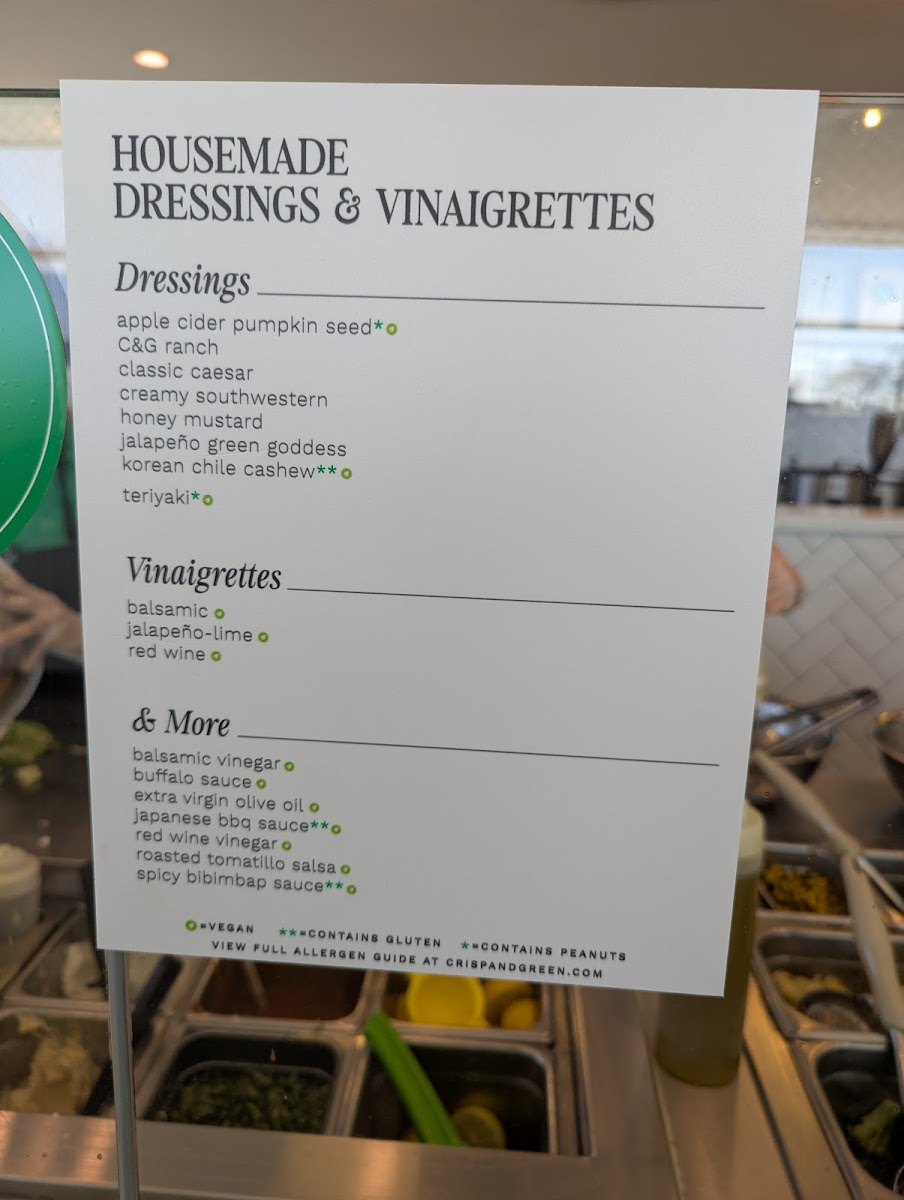 HOUSEMADE
DRESSINGS & VINAIGRETTES
Dressings
apple cider pumpkin seed*
C&G ranch
classic caesar
creamy southwestern
honey mustard
jalapeño green goddess
korean chile cashew**
teriyaki*
Vinaigrettes
balsamic
jalapeño-lime
red wine
& More
balsamic vinegar
buffalo sauce
extra virgin olive oil
japanese bbq sauce**
red wine vinegar
roasted tomatillo salsa
spicy bibimbap sauce**
=VEGAN **=CONTAINS GLUTEN *=CONTAINS PEANUTS
VIEW FULL ALLERGEN GUIDE AT CRISPANDGREEN.COM